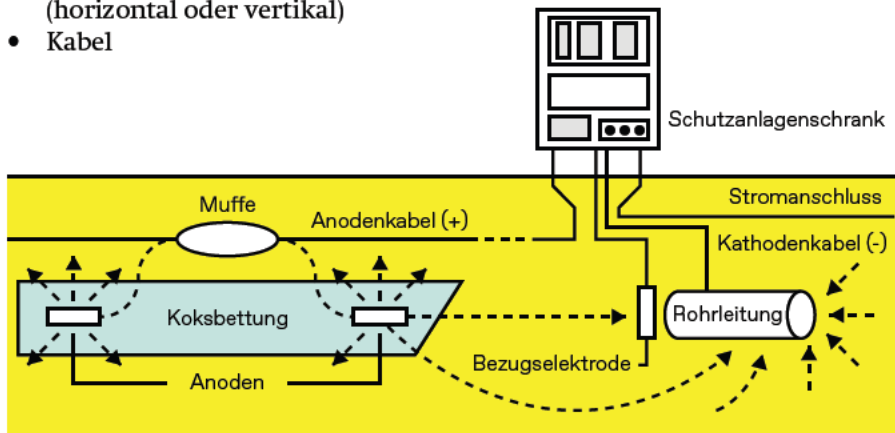 (horizontal oder vertikal)
• Kabel
Schutzanlagenschrank
Stromanschluss
Muffe
Anodenkabel (+)
Kathodenkabel (-)
Koksbettung
Rohrleitung
Bezugselektrode
Anoden